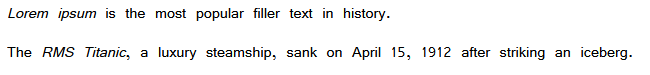 Lorem ipsum is the most popular filler text in history.
The RMS Titanic, a luxury steamship, sank on April 15, 1912 after striking an iceberg.